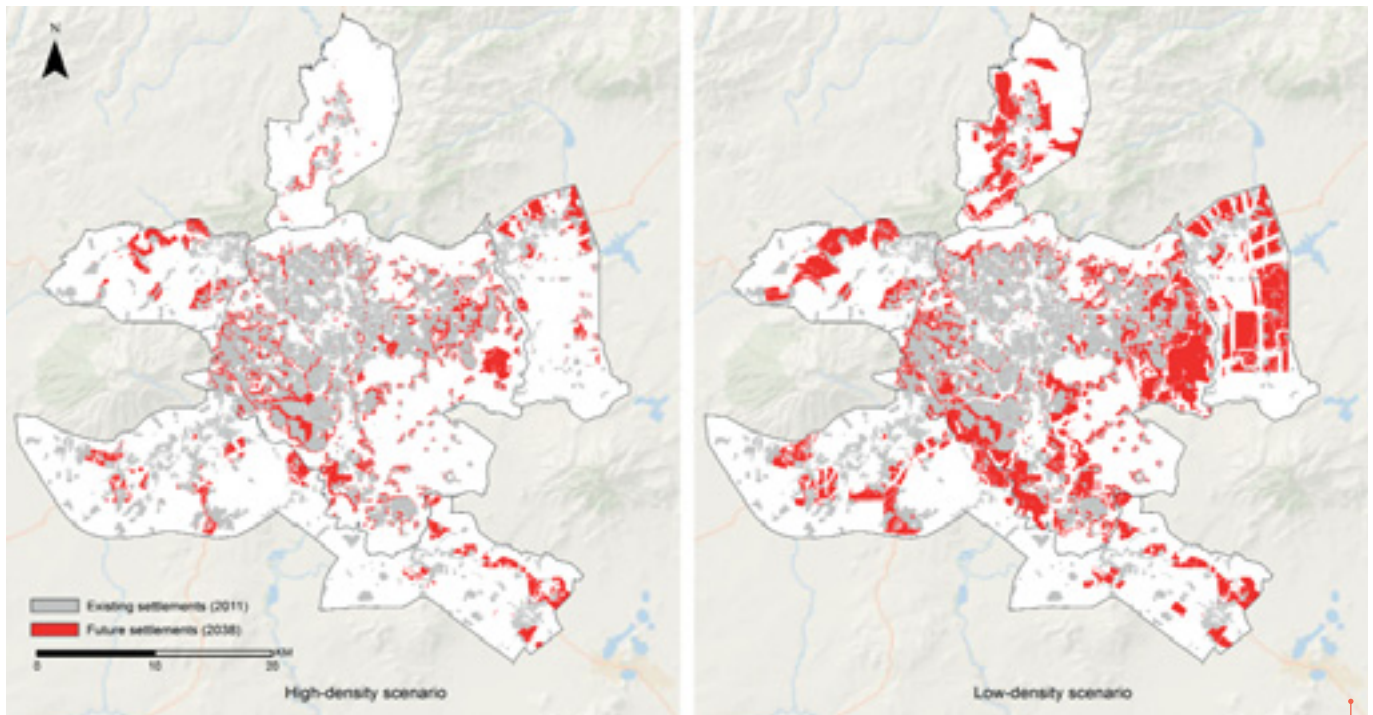 N
Existing settlements (2011)
Future settlements (2038)
KM
0 10 20
High-density scenario
Low-density scenario